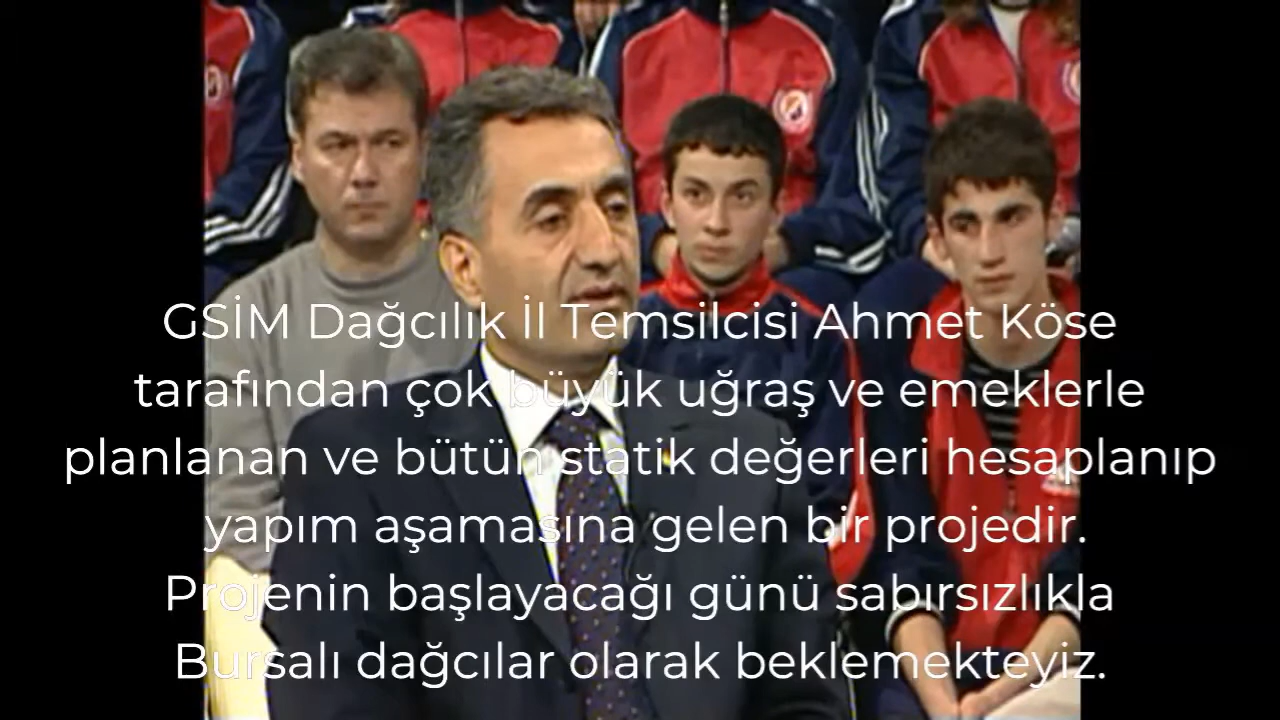 GSİM Dağcılık İl Temsilcisi Ahmet Köse
tarafından çok büyük uğraş ve emeklerle
planlanan ve bütün statik değerleri hesaplanıp
yapım aşamasına gelen bir projedir.
Projenin başlayacağı günü sabırsızlıkla
Bursalı dağcılar olarak beklemekteyiz.